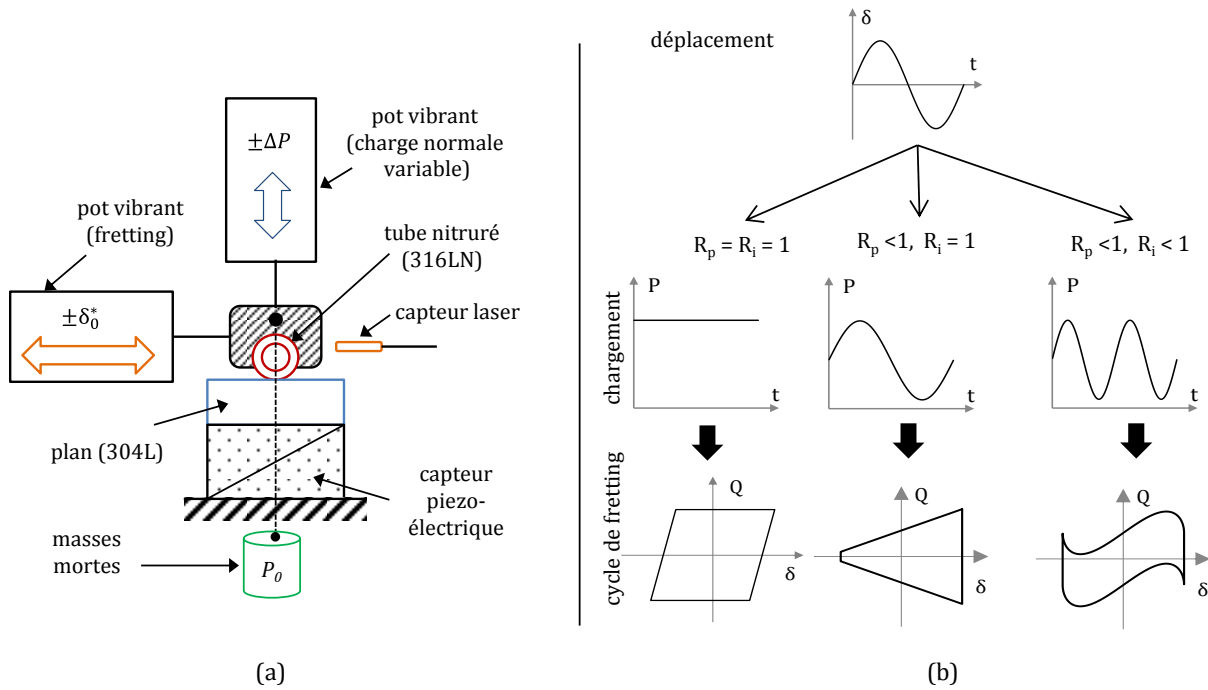 ±ΔP
pot vibrant
(charge normale
variable)
pot vibrant
(fretting)
tube nitruré
(316LN)
±δ₀*
capteur laser
plan (304L)
capteur
piezo-
électrique
masses
mortes
P₀
(a)
déplacement
δ
t
Rₚ = Rᵢ = 1
Rₚ <1, Rᵢ = 1
Rₚ <1, Rᵢ < 1
chargement
P
t
P
t
P
t
cycle de fretting
Q
δ
Q
δ
Q
δ
(b)